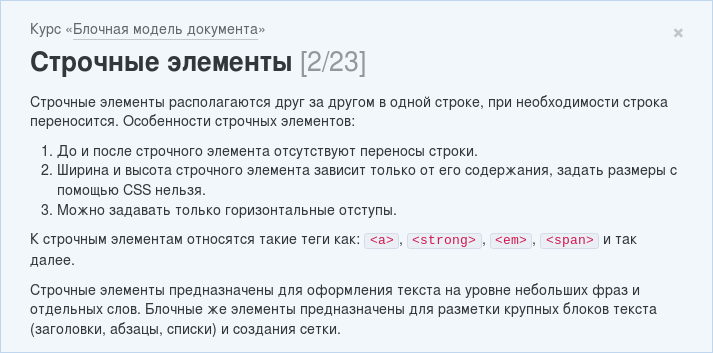 Курс «Блочная модель документа»
×
Строчные элементы [2/23]
Строчные элементы располагаются друг за другом в одной строке, при необходимости строка
переносится. Особенности строчных элементов:
1. До и после строчного элемента отсутствуют переносы строки.
2. Ширина и высота строчного элемента зависит только от его содержания, задать размеры с
помощью CSS нельзя.
3. Можно задавать только горизонтальные отступы.
К строчным элементам относятся такие теги как: <a>, <strong>, <em>, <span> и так
далее.
Строчные элементы предназначены для оформления текста на уровне небольших фраз и
отдельных слов. Блочные же элементы предназначены для разметки крупных блоков текста
(заголовки, абзацы, списки) и создания сетки.